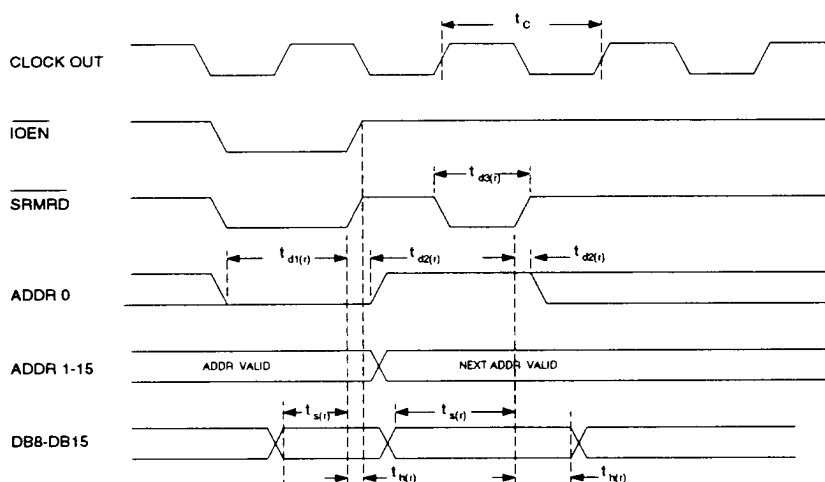 t_C
CLOCK OUT
IOEN
t_d3(r)
SRMRD
t_d1(r) t_d2(r) t_d2(r)
ADDR 0
ADDR 1-15 ADDR VALID NEXT ADDR VALID
t_s(r) t_s(r)
DB8-DB15
t_h(r) t_h(r)